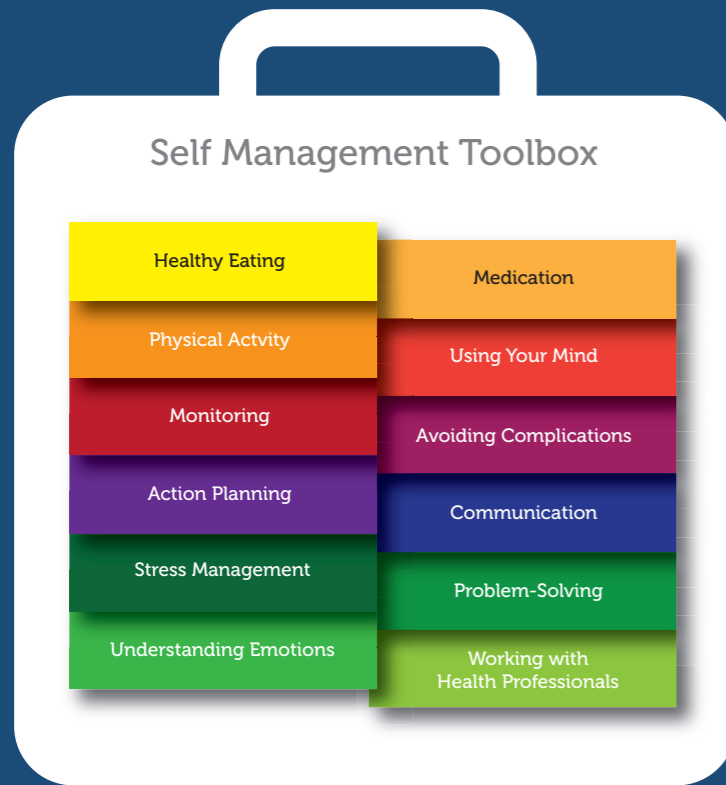 Self Management Toolbox
Healthy Eating
Physical Actvity
Monitoring
Action Planning
Stress Management
Understanding Emotions
Medication
Using Your Mind
Avoiding Complications
Communication
Problem-Solving
Working with
Health Professionals